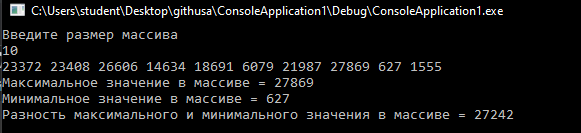 C:\Users\student\Desktop\githusa\ConsoleApplication1\Debug\ConsoleApplication1.exe
Введите размер массива
10
23372 23408 26606 14634 18691 6079 21987 27869 627 1555
Максимальное значение в массиве = 27869
Минимальное значение в массиве = 627
Разность максимального и минимального значения в массиве = 27242